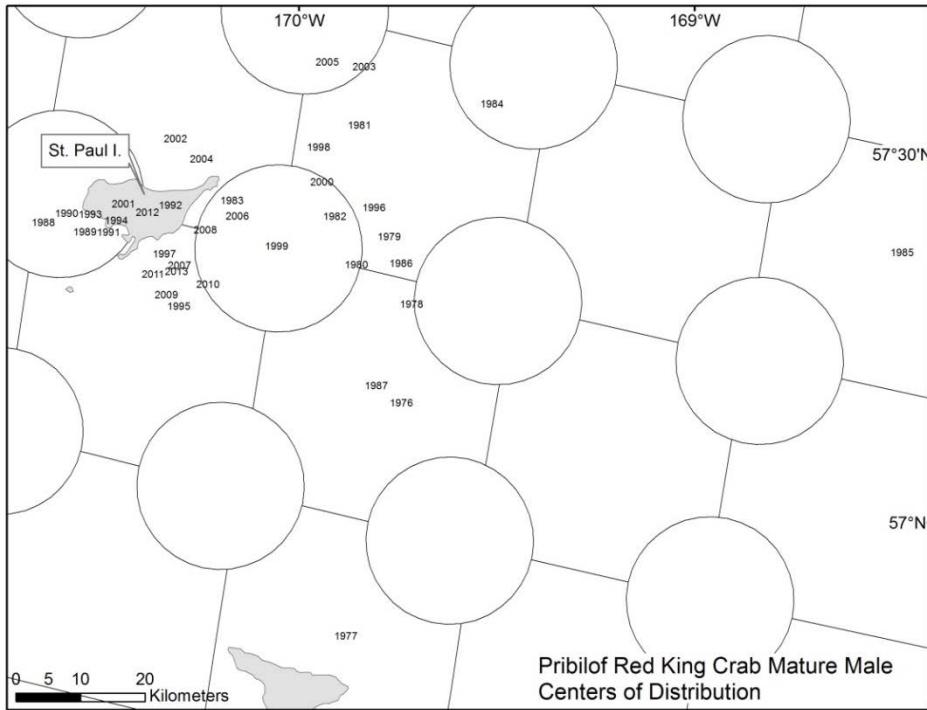 170°W 169°W
2005 2003
1984
1981
2002
1998
St. Paul I.
57°30'N
2004
2000
1983
2001 1992 1996
1990 1993 2012 2006 1982
1988 1994
1989 1991 2008 1979
1999
1997 1985
2007 1980 1986
2011 2013
2010
2009
1995 1978
1987
1976
57°N
1977
Pribilof Red King Crab Mature Male
Centers of Distribution
0 5 10 20
Kilometers